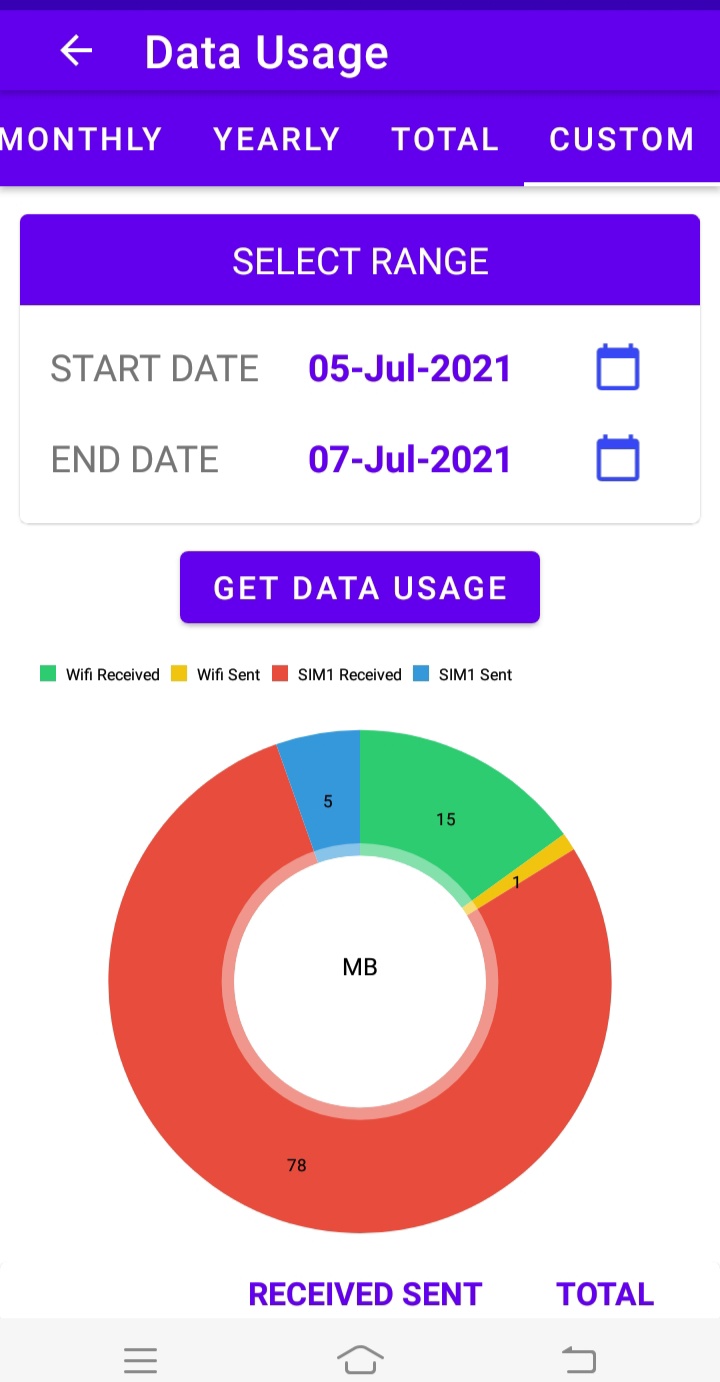 Data Usage
MONTHLY YEARLY TOTAL CUSTOM
SELECT RANGE
START DATE 05-Jul-2021
END DATE 07-Jul-2021
GET DATA USAGE
Wifi Received Wifi Sent SIM1 Received SIM1 Sent
5
15
1
MB
78
RECEIVED SENT TOTAL